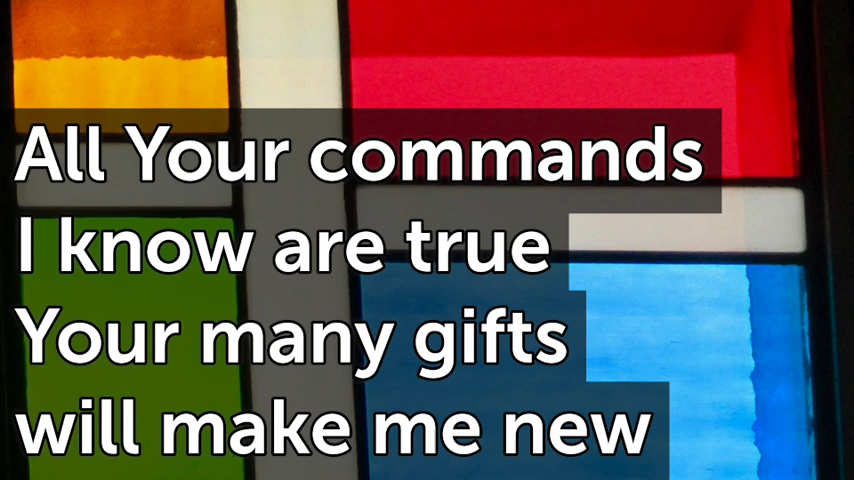 All Your commands
I know are true
Your many gifts
will make me new